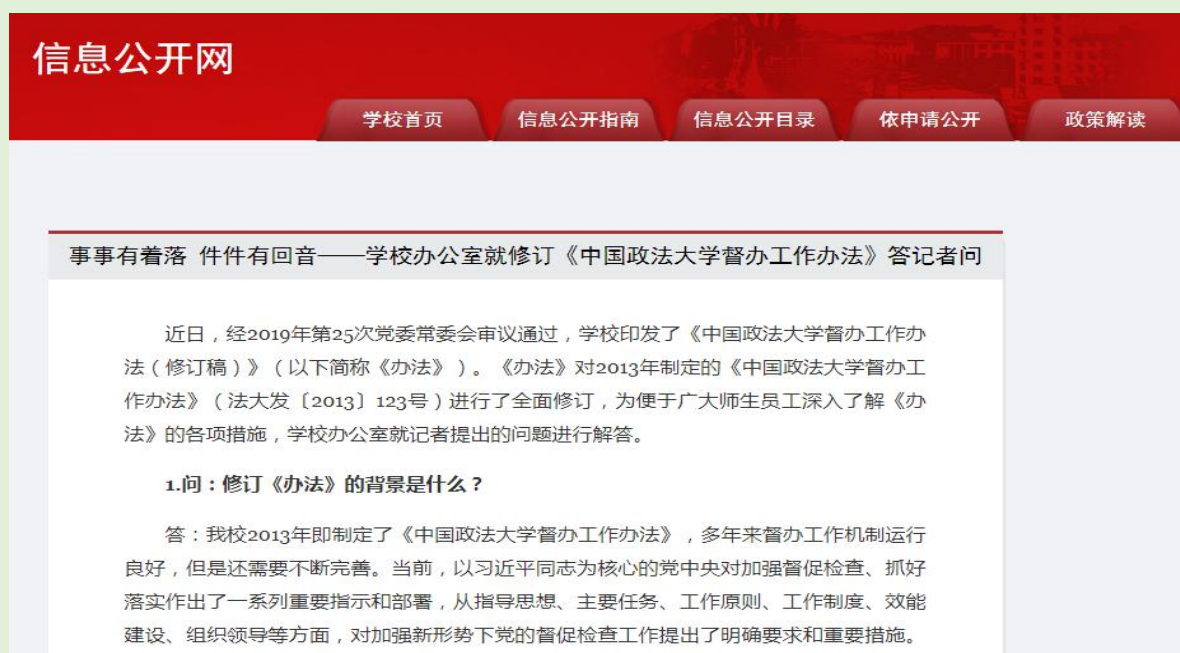 信息公开网
学校首页 信息公开指南 信息公开目录 依申请公开 政策解读
事事有着落 件件有回音——学校办公室就修订《中国政法大学督办工作办法》答记者问
近日，经2019年第25次党委常委会审议通过，学校印发了《中国政法大学督办工作办
法（修订稿）》（以下简称《办法》）。《办法》对2013年制定的《中国政法大学督办工
作办法》（法大发〔2013〕123号）进行了全面修订，为便于广大师生员工深入了解《办
法》的各项措施，学校办公室就记者提出的问题进行解答。
1.问：修订《办法》的背景是什么？
答：我校2013年即制定了《中国政法大学督办工作办法》，多年来督办工作机制运行
良好，但是还需要不断完善。当前，以习近平同志为核心的党中央对加强督促检查、抓好
落实作出了一系列重要指示和部署，从指导思想、主要任务、工作原则、工作制度、效能
建设、组织领导等方面，对加强新形势下党的督促检查工作提出了明确要求和重要措施。